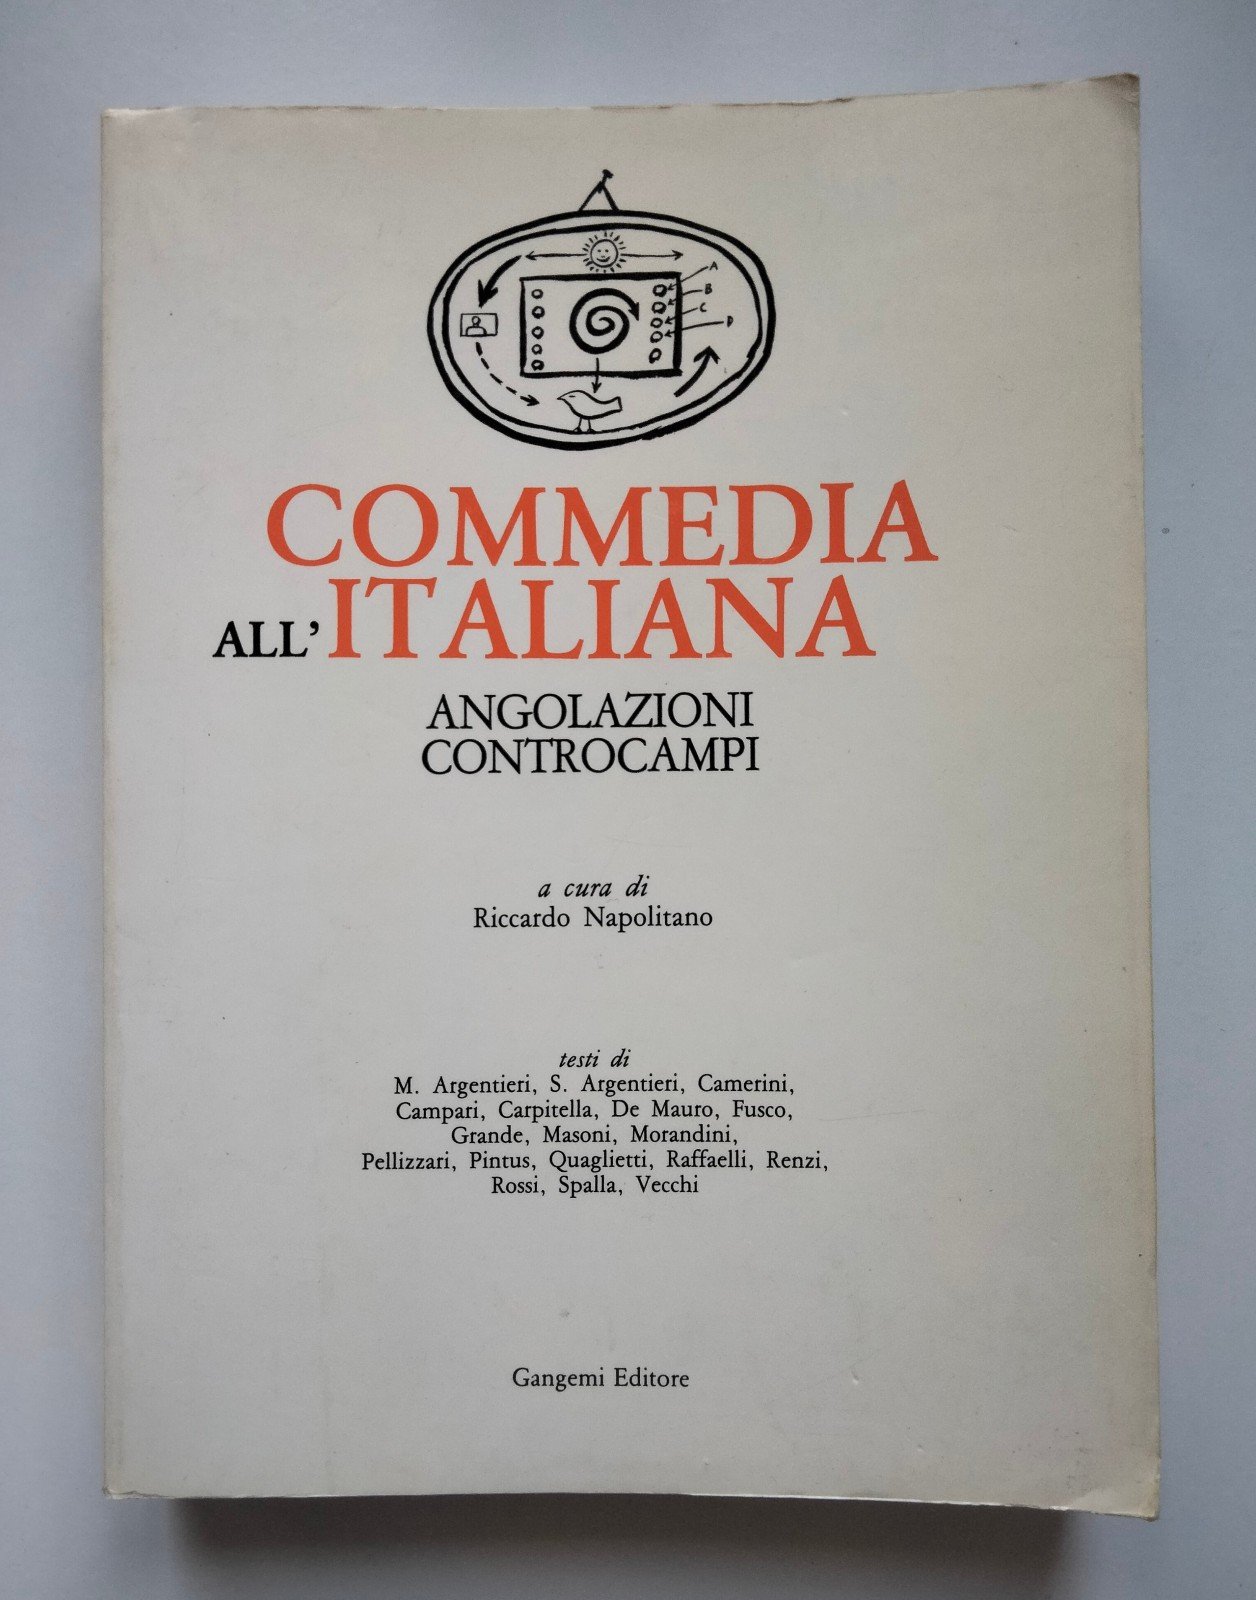 A
B
C
D
COMMEDIA
ALL'ITALIANA
ANGOLAZIONI
CONTROCAMPI
a cura di
Riccardo Napolitano
testi di
M. Argentieri, S. Argentieri, Camerini,
Campari, Carpitella, De Mauro, Fusco,
Grande, Masoni, Morandini,
Pellizzari, Pintus, Quaglietti, Raffaelli, Renzi,
Rossi, Spalla, Vecchi
Gangemi Editore